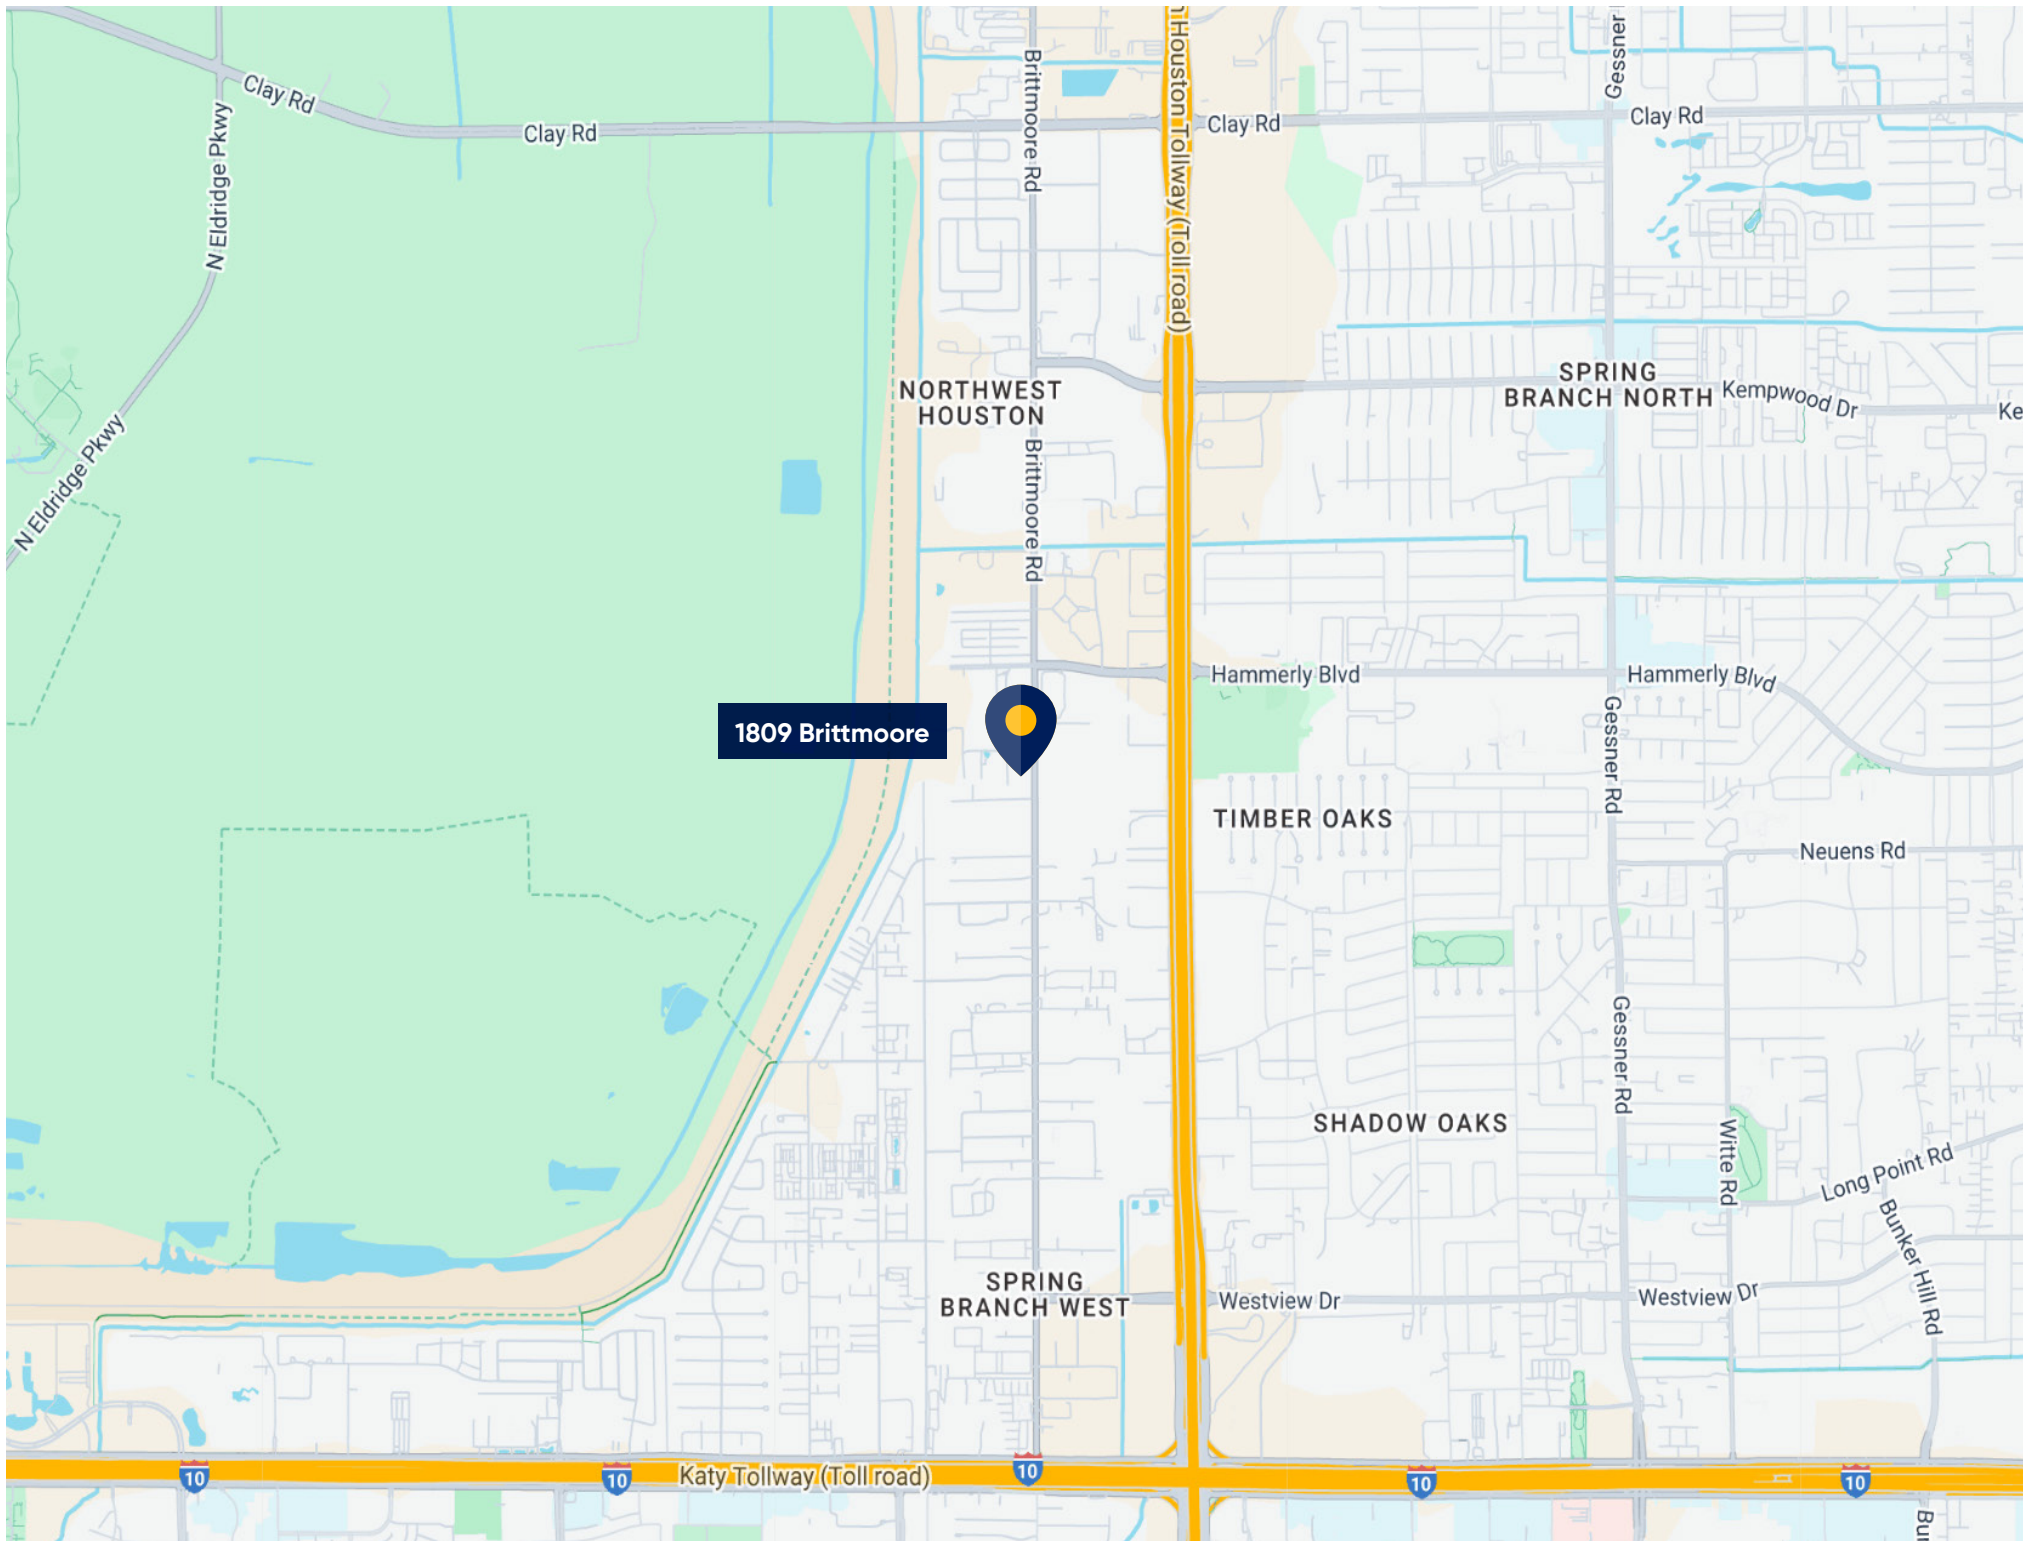 Clay Rd
Clay Rd
Clay Rd
Clay Rd
N Eldridge Pkwy
N Eldridge Pkwy
Brittmoore Rd
Houston Tollway (Toll road)
Gessner
NORTHWEST
HOUSTON
Brittmoore Rd
SPRING
BRANCH NORTH
Kempwood Dr
Ke
Hammerly Blvd
Hammerly Blvd
1809 Brittmoore
Gessner Rd
TIMBER OAKS
Neuens Rd
Gessner Rd
SHADOW OAKS
Witte Rd
Long Point Rd
Bunker Hill Rd
SPRING
BRANCH WEST
Westview Dr
Westview Dr
10
10
Katy Tollway (Toll road)
10
10
10
Bu